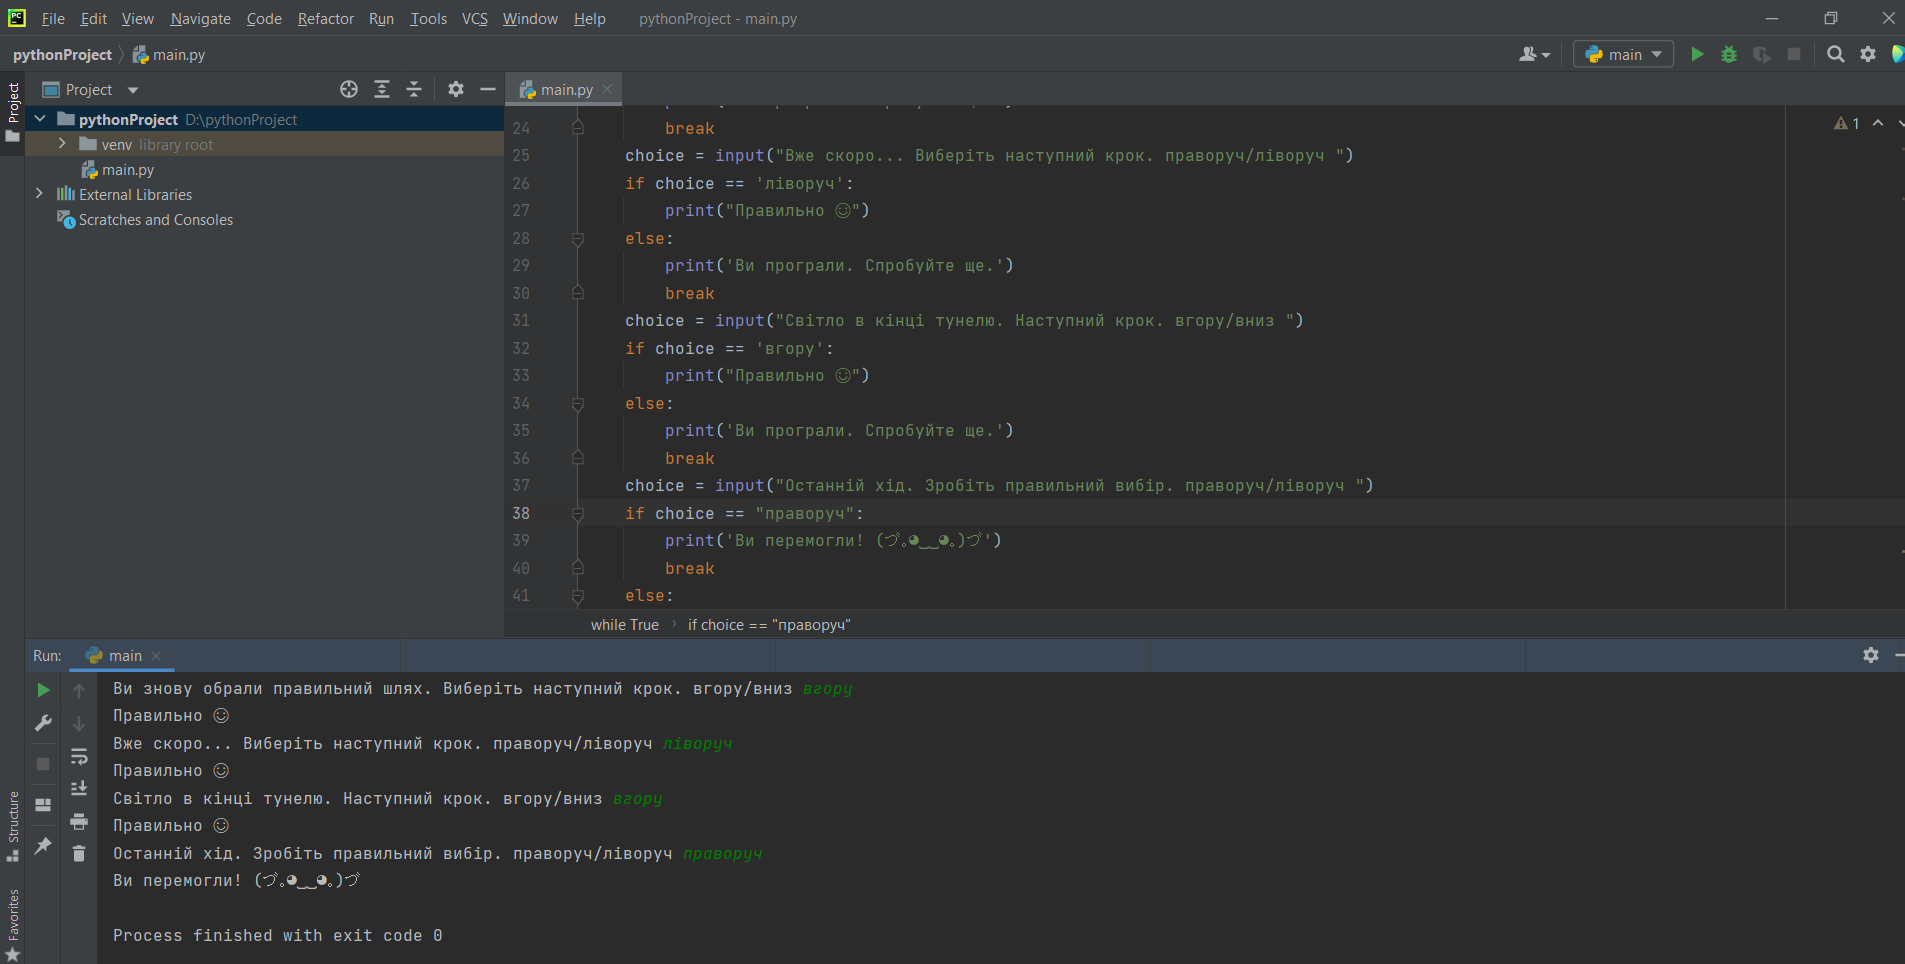 File Edit View Navigate Code Refactor Run Tools VCS Window Help pythonProject - main.py
pythonProject main.py
main
Project
Project
main.py
pythonProject D:\pythonProject
venv library root
main.py
External Libraries
Scratches and Consoles
24 break
25 choice = input("Вже скоро... Виберіть наступний крок. праворуч/ліворуч ")
26 if choice == 'ліворуч':
27 print("Правильно ☺")
28 else:
29 print('Ви програли. Спробуйте ще.')
30 break
31 choice = input("Світло в кінці тунелю. Наступний крок. вгору/вниз ")
32 if choice == 'вгору':
33 print("Правильно ☺")
34 else:
35 print('Ви програли. Спробуйте ще.')
36 break
37 choice = input("Останній хід. Зробіть правильний вибір. праворуч/ліворуч ")
38 if choice == "праворуч":
39 print('Ви перемогли! (づ｡◕‿‿◕｡)づ')
40 break
41 else:
1
while True if choice == "праворуч"
Run: main
Ви знову обрали правильний шлях. Виберіть наступний крок. вгору/вниз вгору
Правильно ☺
Вже скоро... Виберіть наступний крок. праворуч/ліворуч ліворуч
Правильно ☺
Світло в кінці тунелю. Наступний крок. вгору/вниз вгору
Правильно ☺
Останній хід. Зробіть правильний вибір. праворуч/ліворуч праворуч
Ви перемогли! (づ｡◕‿‿◕｡)づ
Process finished with exit code 0
Structure
Favorites